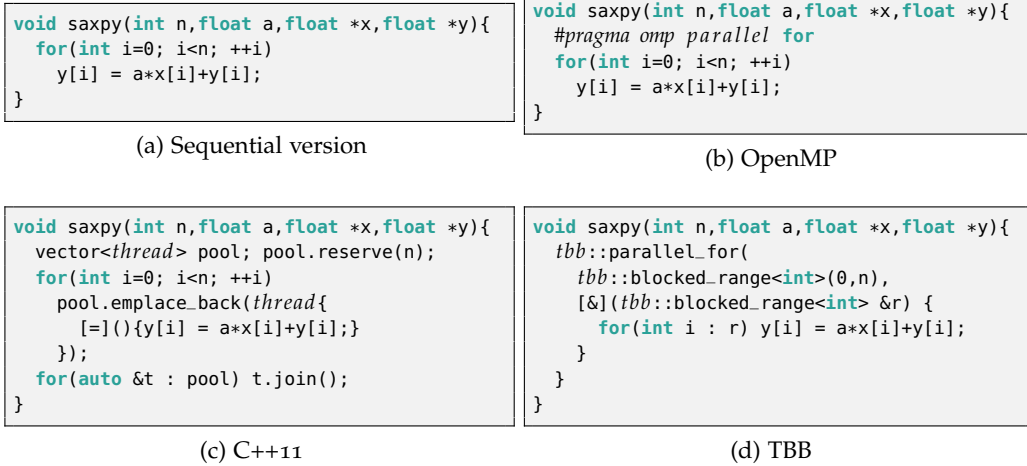 void saxpy(int n,float a,float *x,float *y){
  for(int i=0; i<n; ++i)
    y[i] = a*x[i]+y[i];
}
(a) Sequential version
void saxpy(int n,float a,float *x,float *y){
  #pragma omp parallel for
  for(int i=0; i<n; ++i)
    y[i] = a*x[i]+y[i];
}
(b) OpenMP
void saxpy(int n,float a,float *x,float *y){
  vector<thread> pool; pool.reserve(n);
  for(int i=0; i<n; ++i)
    pool.emplace_back(thread{
      [=](){y[i] = a*x[i]+y[i];}
    });
  for(auto &t : pool) t.join();
}
(c) C++11
void saxpy(int n,float a,float *x,float *y){
  tbb::parallel_for(
    tbb::blocked_range<int>(0,n),
    [&](tbb::blocked_range<int> &r) {
      for(int i : r) y[i] = a*x[i]+y[i];
    }
  }
}
(d) TBB